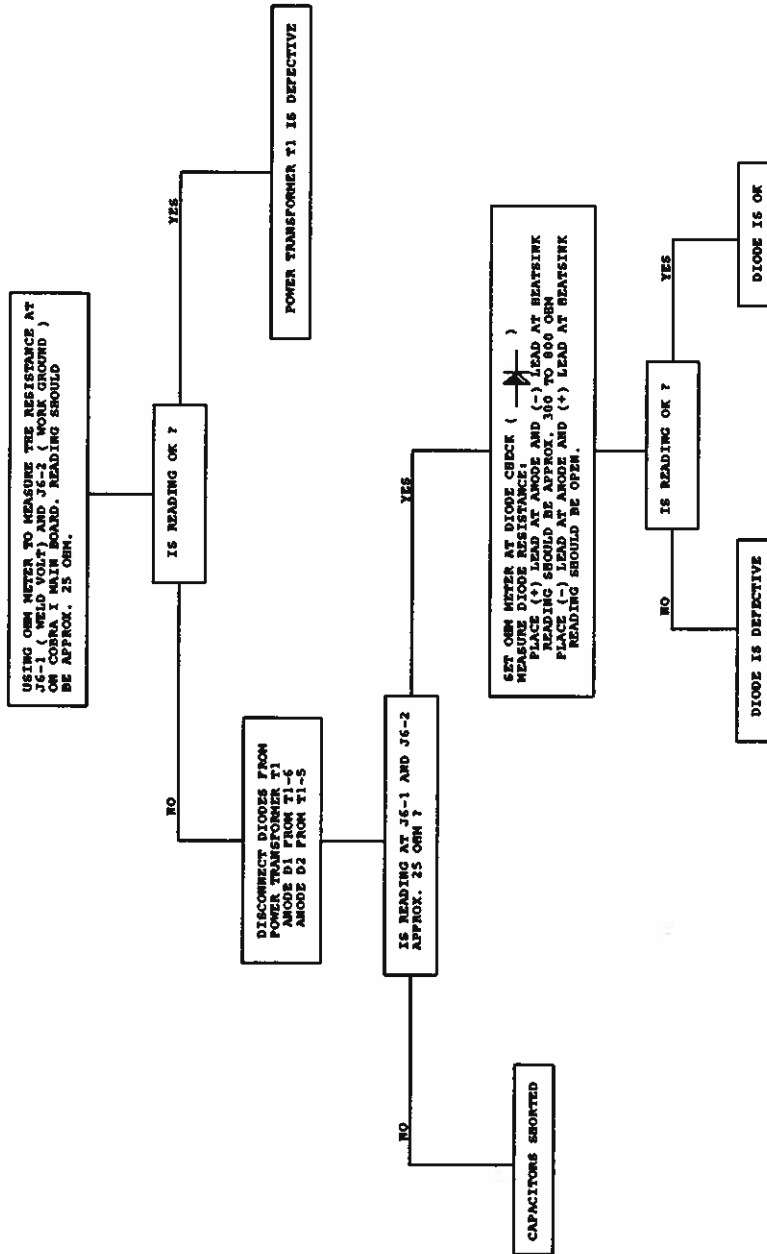 USING OHM METER TO MEASURE THE RESISTANCE AT
J6-1 ( WELD VOLT) AND J6-2 ( WORK GROUND )
ON COBRA I MAIN BOARD. READING SHOULD
BE APPROX. 25 OHM.
IS READING OK ?
NO
YES
DISCONNECT DIODES FROM
POWER TRANSFORMER T1
ANODE D1 FROM T1-6
ANODE D2 FROM T1-5
POWER TRANSFORMER T1 IS DEFECTIVE
IS READING AT J6-1 AND J6-2
APPROX. 25 OHM ?
NO
YES
CAPACITORS SHORTED
SET OHM METER AT DIODE CHECK ( )
MEASURE DIODE RESISTANCE:
PLACE (+) LEAD AT ANODE AND (-) LEAD AT HEATSINK
READING SHOULD BE APPROX. 300 TO 800 OHM
PLACE (-) LEAD AT ANODE AND (+) LEAD AT HEATSINK
READING SHOULD BE OPEN.
IS READING OK ?
NO
YES
DIODE IS DEFECTIVE
DIODE IS OK